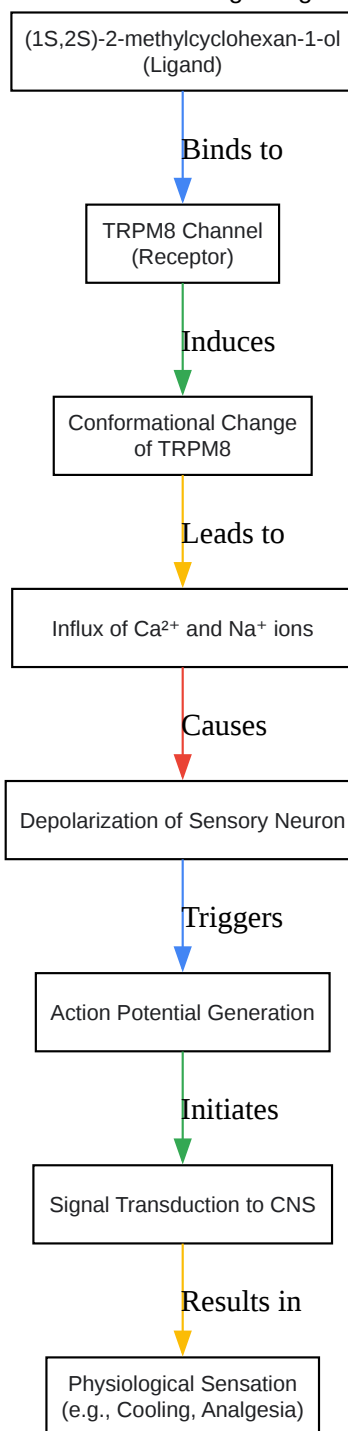 (1S,2S)-2-methylcyclohexan-1-ol
(Ligand)
Binds to
TRPM8 Channel
(Receptor)
Induces
Conformational Change
of TRPM8
Leads to
Influx of Ca²⁺ and Na⁺ ions
Causes
Depolarization of Sensory Neuron
Triggers
Action Potential Generation
Initiates
Signal Transduction to CNS
Results in
Physiological Sensation
(e.g., Cooling, Analgesia)